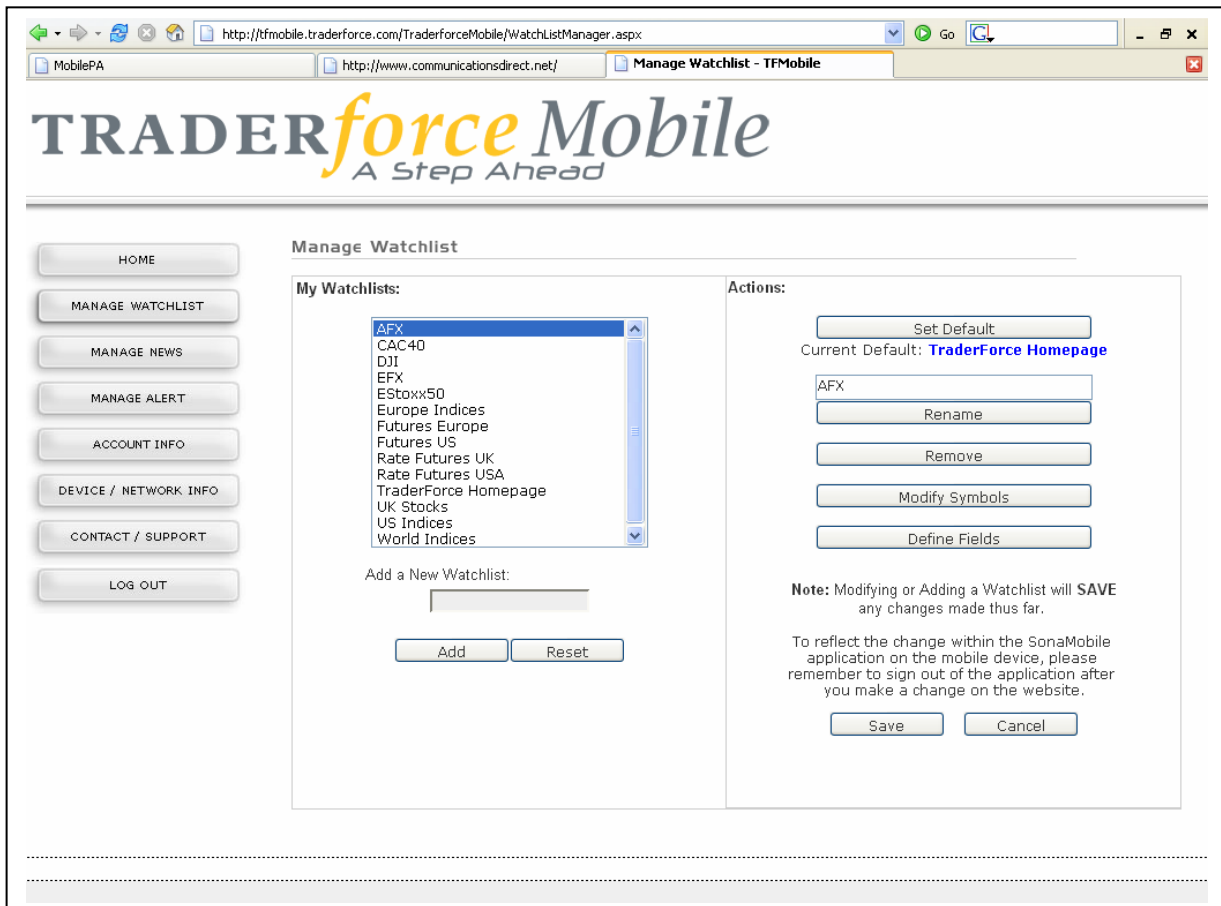 http://tfmobile.traderforce.com/TraderforceMobile/WatchListManager.aspx
Go
G
MobilePA
http://www.communicationsdirect.net/
Manage Watchlist - TFMobile
TRADERforce Mobile
A Step Ahead
HOME
MANAGE WATCHLIST
MANAGE NEWS
MANAGE ALERT
ACCOUNT INFO
DEVICE / NETWORK INFO
CONTACT / SUPPORT
LOG OUT
Manage Watchlist
My Watchlists:
AFX
CAC40
DJI
EFX
EStoxx50
Europe Indices
Futures Europe
Futures US
Rate Futures UK
Rate Futures USA
TraderForce Homepage
UK Stocks
US Indices
World Indices
Add a New Watchlist:
Add Reset
Actions:
Set Default
Current Default: TraderForce Homepage
AFX
Rename
Remove
Modify Symbols
Define Fields
Note: Modifying or Adding a Watchlist will SAVE
any changes made thus far.
To reflect the change within the SonaMobile
application on the mobile device, please
remember to sign out of the application after
you make a change on the website.
Save Cancel